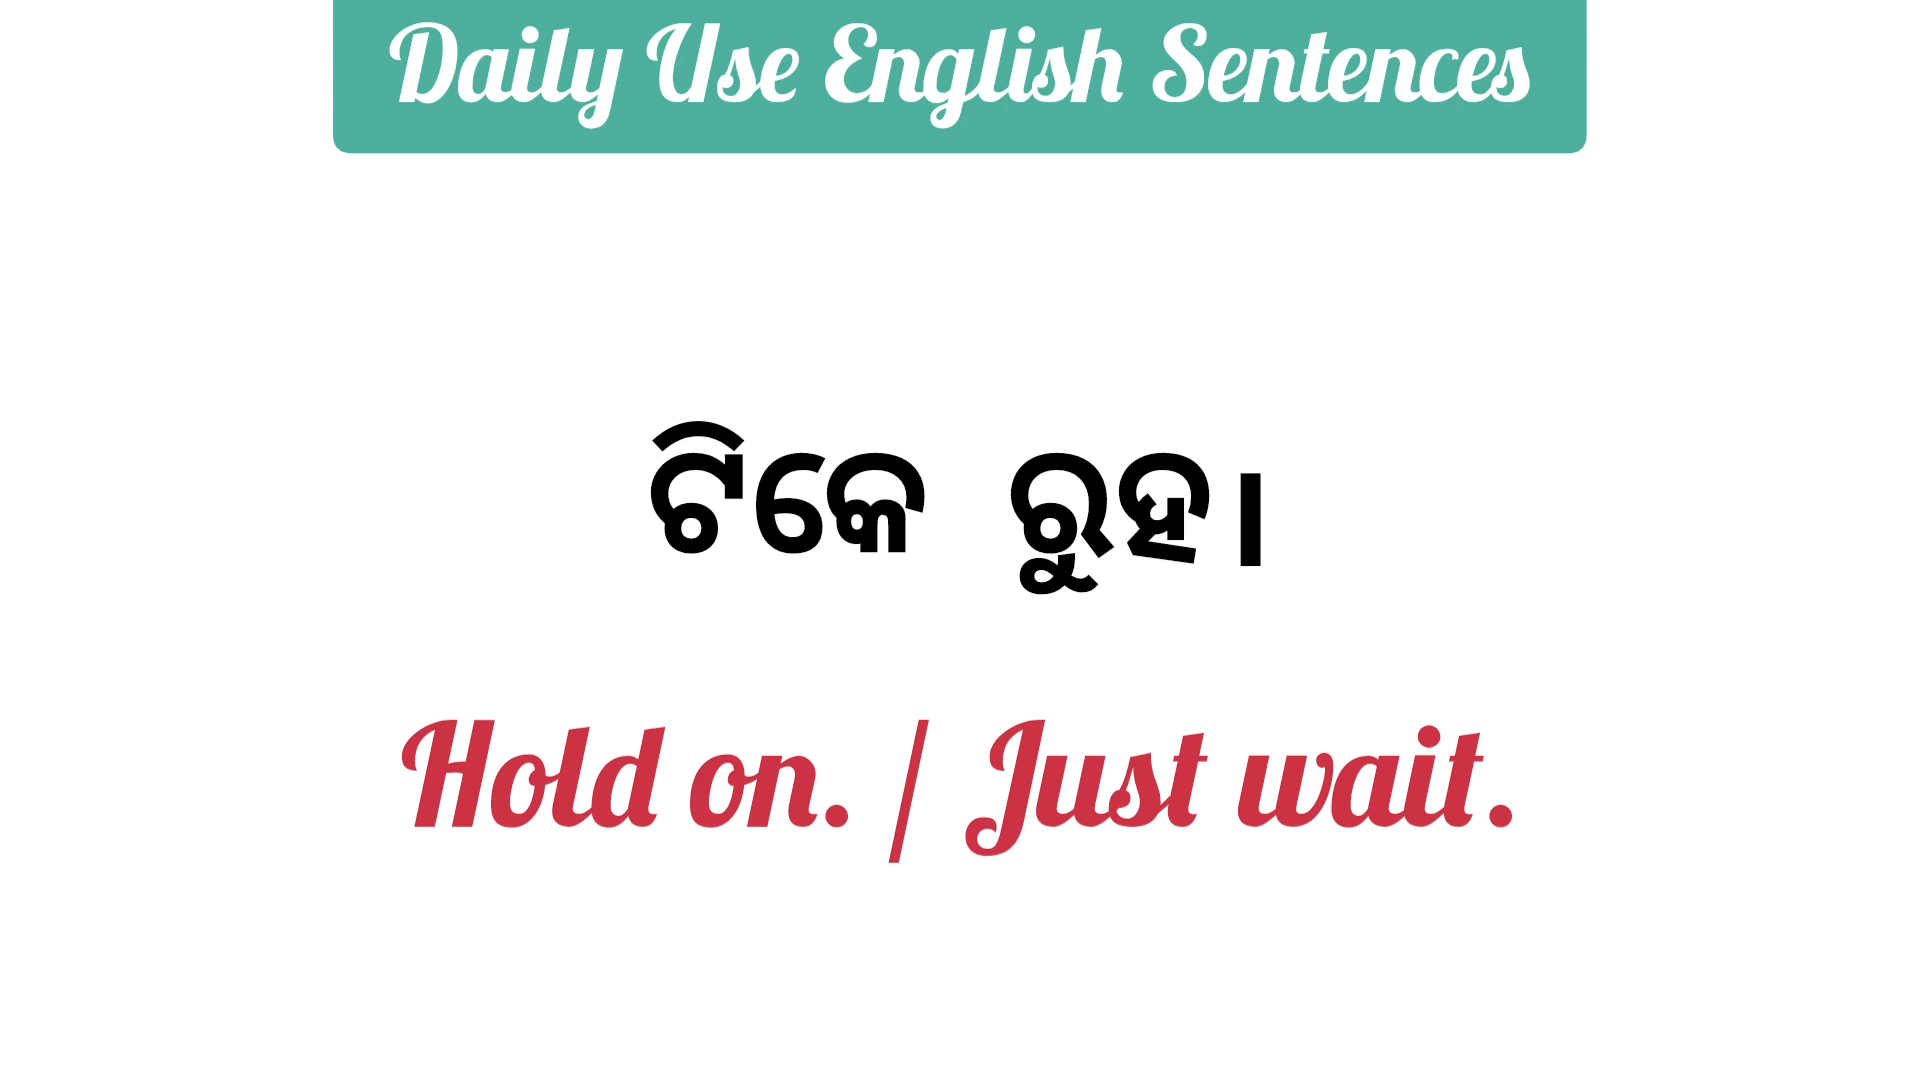 Daily Use English Sentences
ଟିକେ ରୁହ।
Hold on. / Just wait.